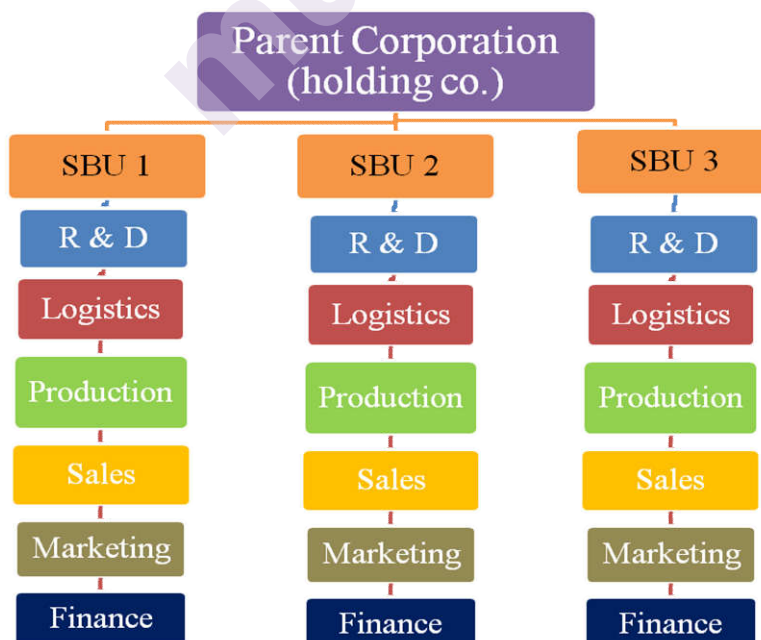 Parent Corporation
(holding co.)
SBU 1
SBU 2
SBU 3
R & D
R & D
R & D
Logistics
Logistics
Logistics
Production
Production
Production
Sales
Sales
Sales
Marketing
Marketing
Marketing
Finance
Finance
Finance